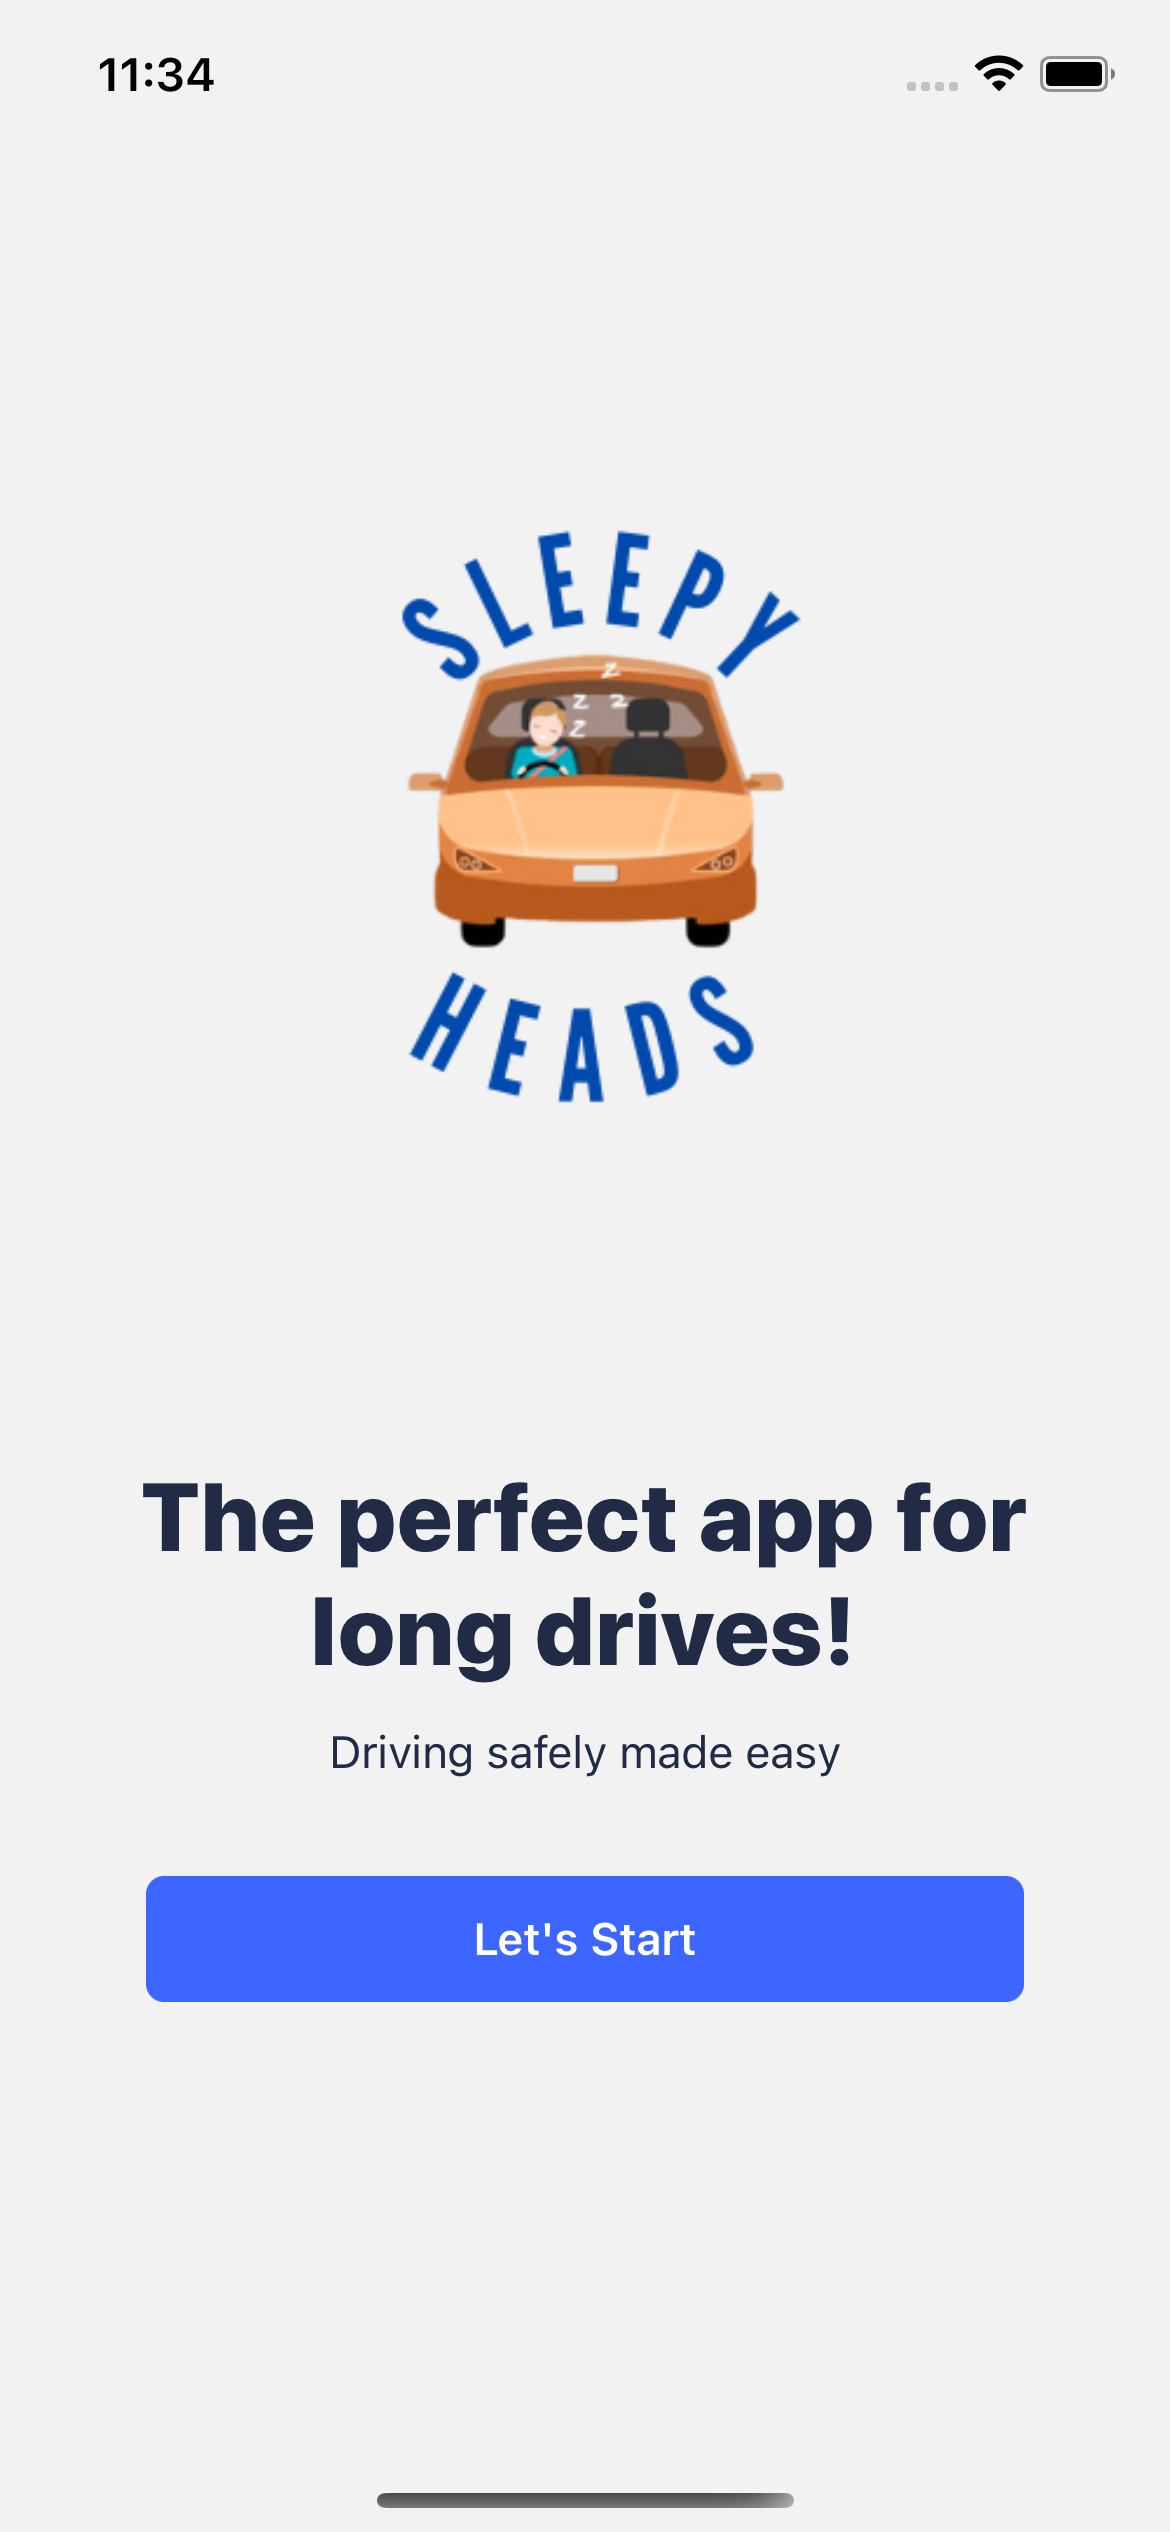 11:34
SLEEPY
z
z z
z
HEADS
The perfect app for
long drives!
Driving safely made easy
Let's Start